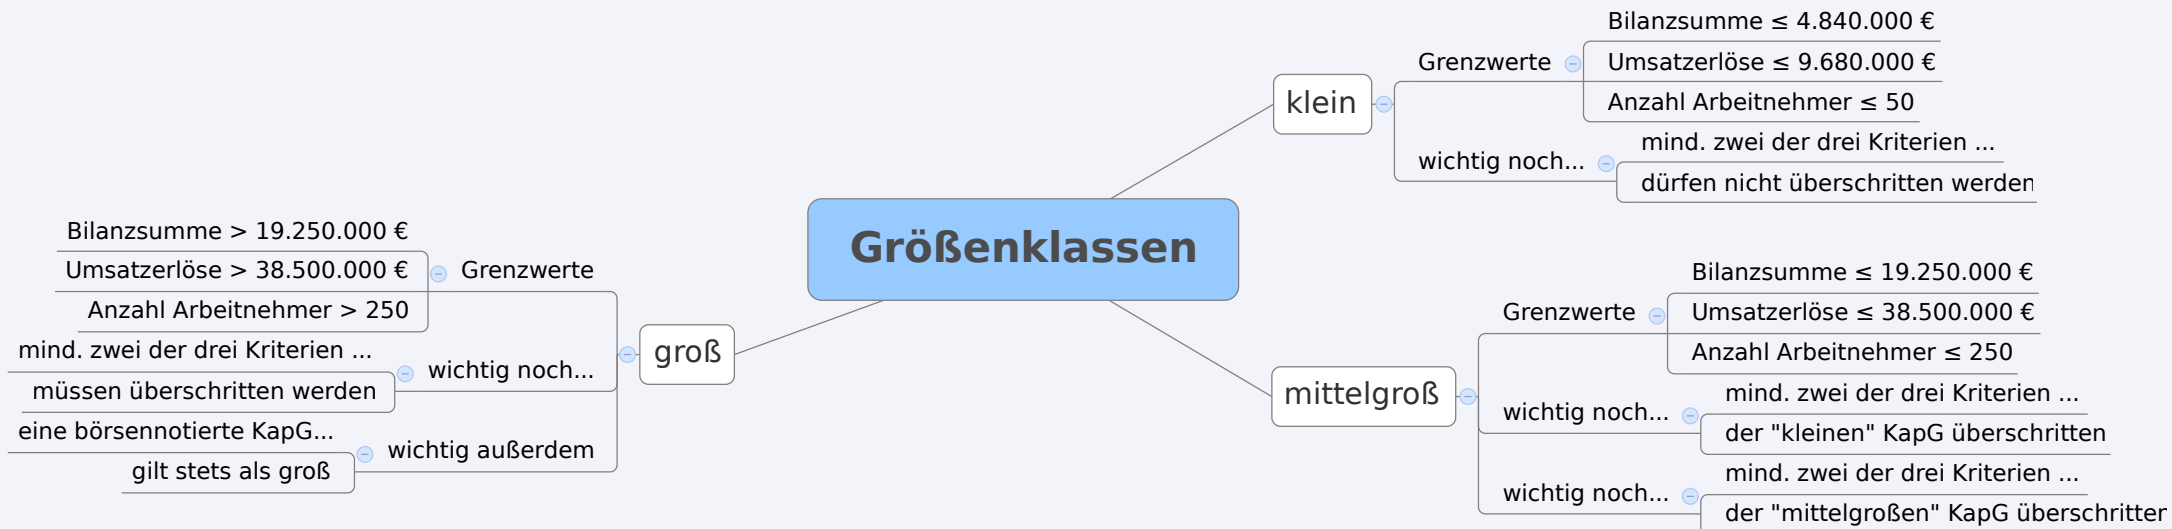 Größenklassen
klein
Grenzwerte
Bilanzsumme ≤ 4.840.000 €
Umsatzerlöse ≤ 9.680.000 €
Anzahl Arbeitnehmer ≤ 50
wichtig noch...
mind. zwei der drei Kriterien ...
dürfen nicht überschritten werden
mittelgroß
Grenzwerte
Bilanzsumme ≤ 19.250.000 €
Umsatzerlöse ≤ 38.500.000 €
Anzahl Arbeitnehmer ≤ 250
wichtig noch...
mind. zwei der drei Kriterien ...
der "kleinen" KapG überschritten
wichtig noch...
mind. zwei der drei Kriterien ...
der "mittelgroßen" KapG überschritten
groß
Grenzwerte
Bilanzsumme > 19.250.000 €
Umsatzerlöse > 38.500.000 €
Anzahl Arbeitnehmer > 250
wichtig noch...
mind. zwei der drei Kriterien ...
müssen überschritten werden
wichtig außerdem
eine börsennotierte KapG...
gilt stets als groß